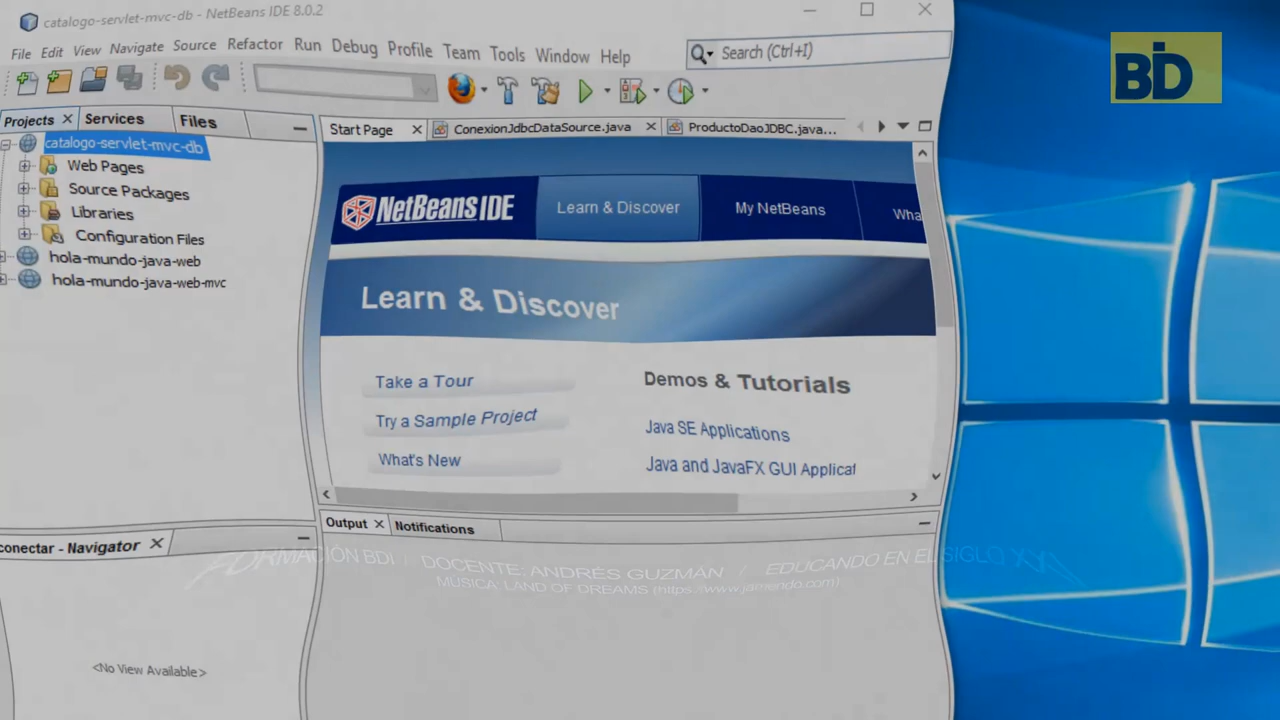 catalogo-servlet-mvc-db - NetBeans IDE 8.0.2
File Edit View Navigate Source Refactor Run Debug Profile Team Tools Window Help
Search (Ctrl+I)
BDI
Projects Services Files
Start Page ConexionJdbcDataSource.java ProductoDaoJDBC.java...
catalogo-servlet-mvc-db
Web Pages
Source Packages
Libraries
Configuration Files
hola-mundo-java-web
hola-mundo-java-web-mvc
NetBeans IDE Learn & Discover My NetBeans Wha
Learn & Discover
Take a Tour
Try a Sample Project
What's New
Demos & Tutorials
Java SE Applications
Java and JavaFX GUI Applicat
Output Notifications
conectar - Navigator
<No View Available>
FORMACIÓN BDI / DOCENTE: ANDRÉS GUZMÁN / EDUCANDO EN EL SIGLO XXI
MÚSICA: LAND OF DREAMS (https://www.jamendo.com)